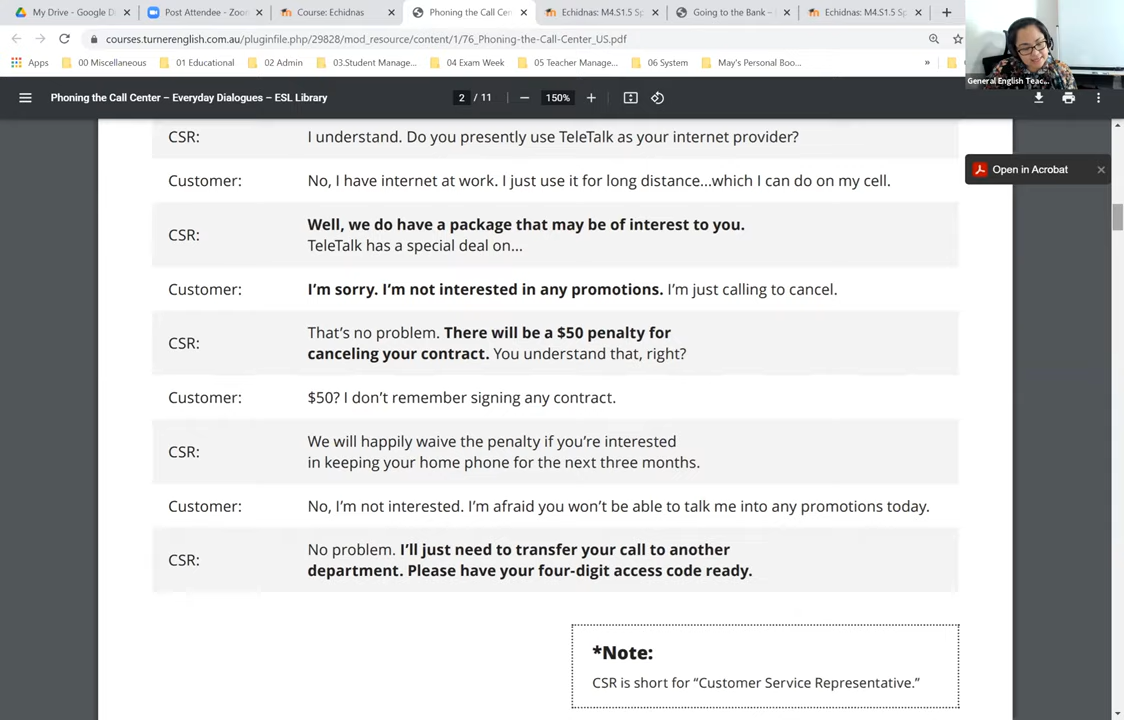 My Drive - Google D
Post Attendee - Zoom
Course: Echidnas
Phoning the Call Cen
Echidnas: M4.S1.5 Sp
Going to the Bank –
Echidnas: M4.S1.5 Sp
courses.turnerenglish.com.au/pluginfile.php/29828/mod_resource/content/1/76_Phoning-the-Call-Center_US.pdf
Apps
00 Miscellaneous
01 Educational
02 Admin
03.Student Manage...
04 Exam Week
05 Teacher Manage...
06 System
May's Personal Boo...
»
General English Teac...
Phoning the Call Center – Everyday Dialogues – ESL Library
2 / 11
150%
Open in Acrobat
CSR: I understand. Do you presently use TeleTalk as your internet provider?
Customer: No, I have internet at work. I just use it for long distance...which I can do on my cell.
CSR: Well, we do have a package that may be of interest to you.
TeleTalk has a special deal on...
Customer: I'm sorry. I'm not interested in any promotions. I'm just calling to cancel.
CSR: That's no problem. There will be a $50 penalty for
canceling your contract. You understand that, right?
Customer: $50? I don't remember signing any contract.
CSR: We will happily waive the penalty if you're interested
in keeping your home phone for the next three months.
Customer: No, I'm not interested. I'm afraid you won't be able to talk me into any promotions today.
CSR: No problem. I'll just need to transfer your call to another
department. Please have your four-digit access code ready.
*Note:
CSR is short for “Customer Service Representative.”